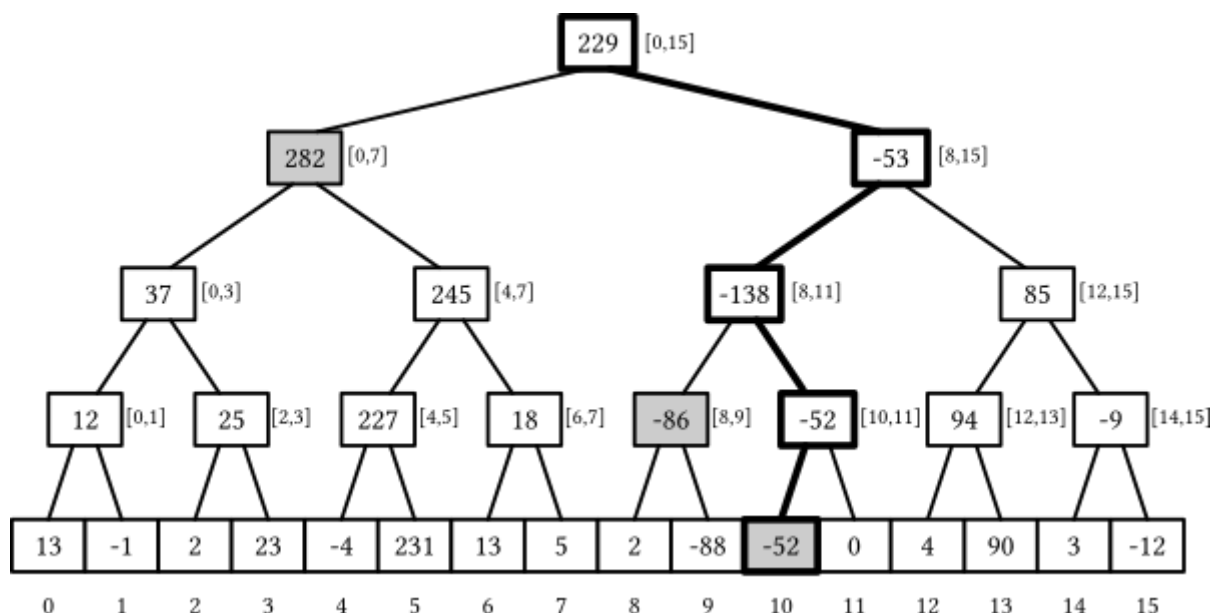 229 [0,15]
282 [0,7] -53 [8,15]
37 [0,3] 245 [4,7] -138 [8,11] 85 [12,15]
12 [0,1] 25 [2,3] 227 [4,5] 18 [6,7] -86 [8,9] -52 [10,11] 94 [12,13] -9 [14,15]
13 -1 2 23 -4 231 13 5 2 -88 -52 0 4 90 3 -12
0 1 2 3 4 5 6 7 8 9 10 11 12 13 14 15